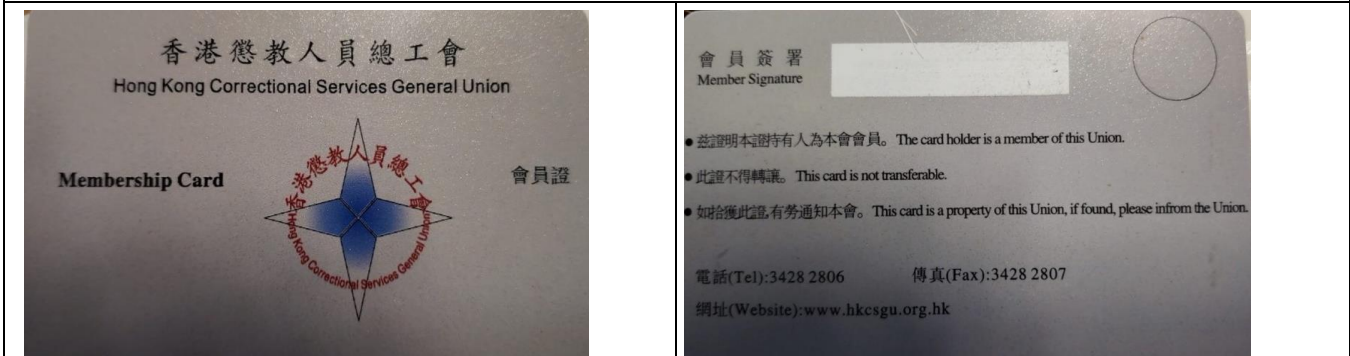 香港懲教人員總工會
Hong Kong Correctional Services General Union
Membership Card
會員證
香港懲教人員總工會
Hong Kong Correctional Services General Union
會員簽署
Member Signature
● 茲證明本證持有人為本會會員。 The card holder is a member of this Union.
● 此證不得轉讓。 This card is not transferable.
● 如拾獲此證,有勞通知本會。 This card is a property of this Union, if found, please infrom the Union.
電話(Tel):3428 2806 傳真(Fax):3428 2807
網址(Website):www.hkcsgu.org.hk